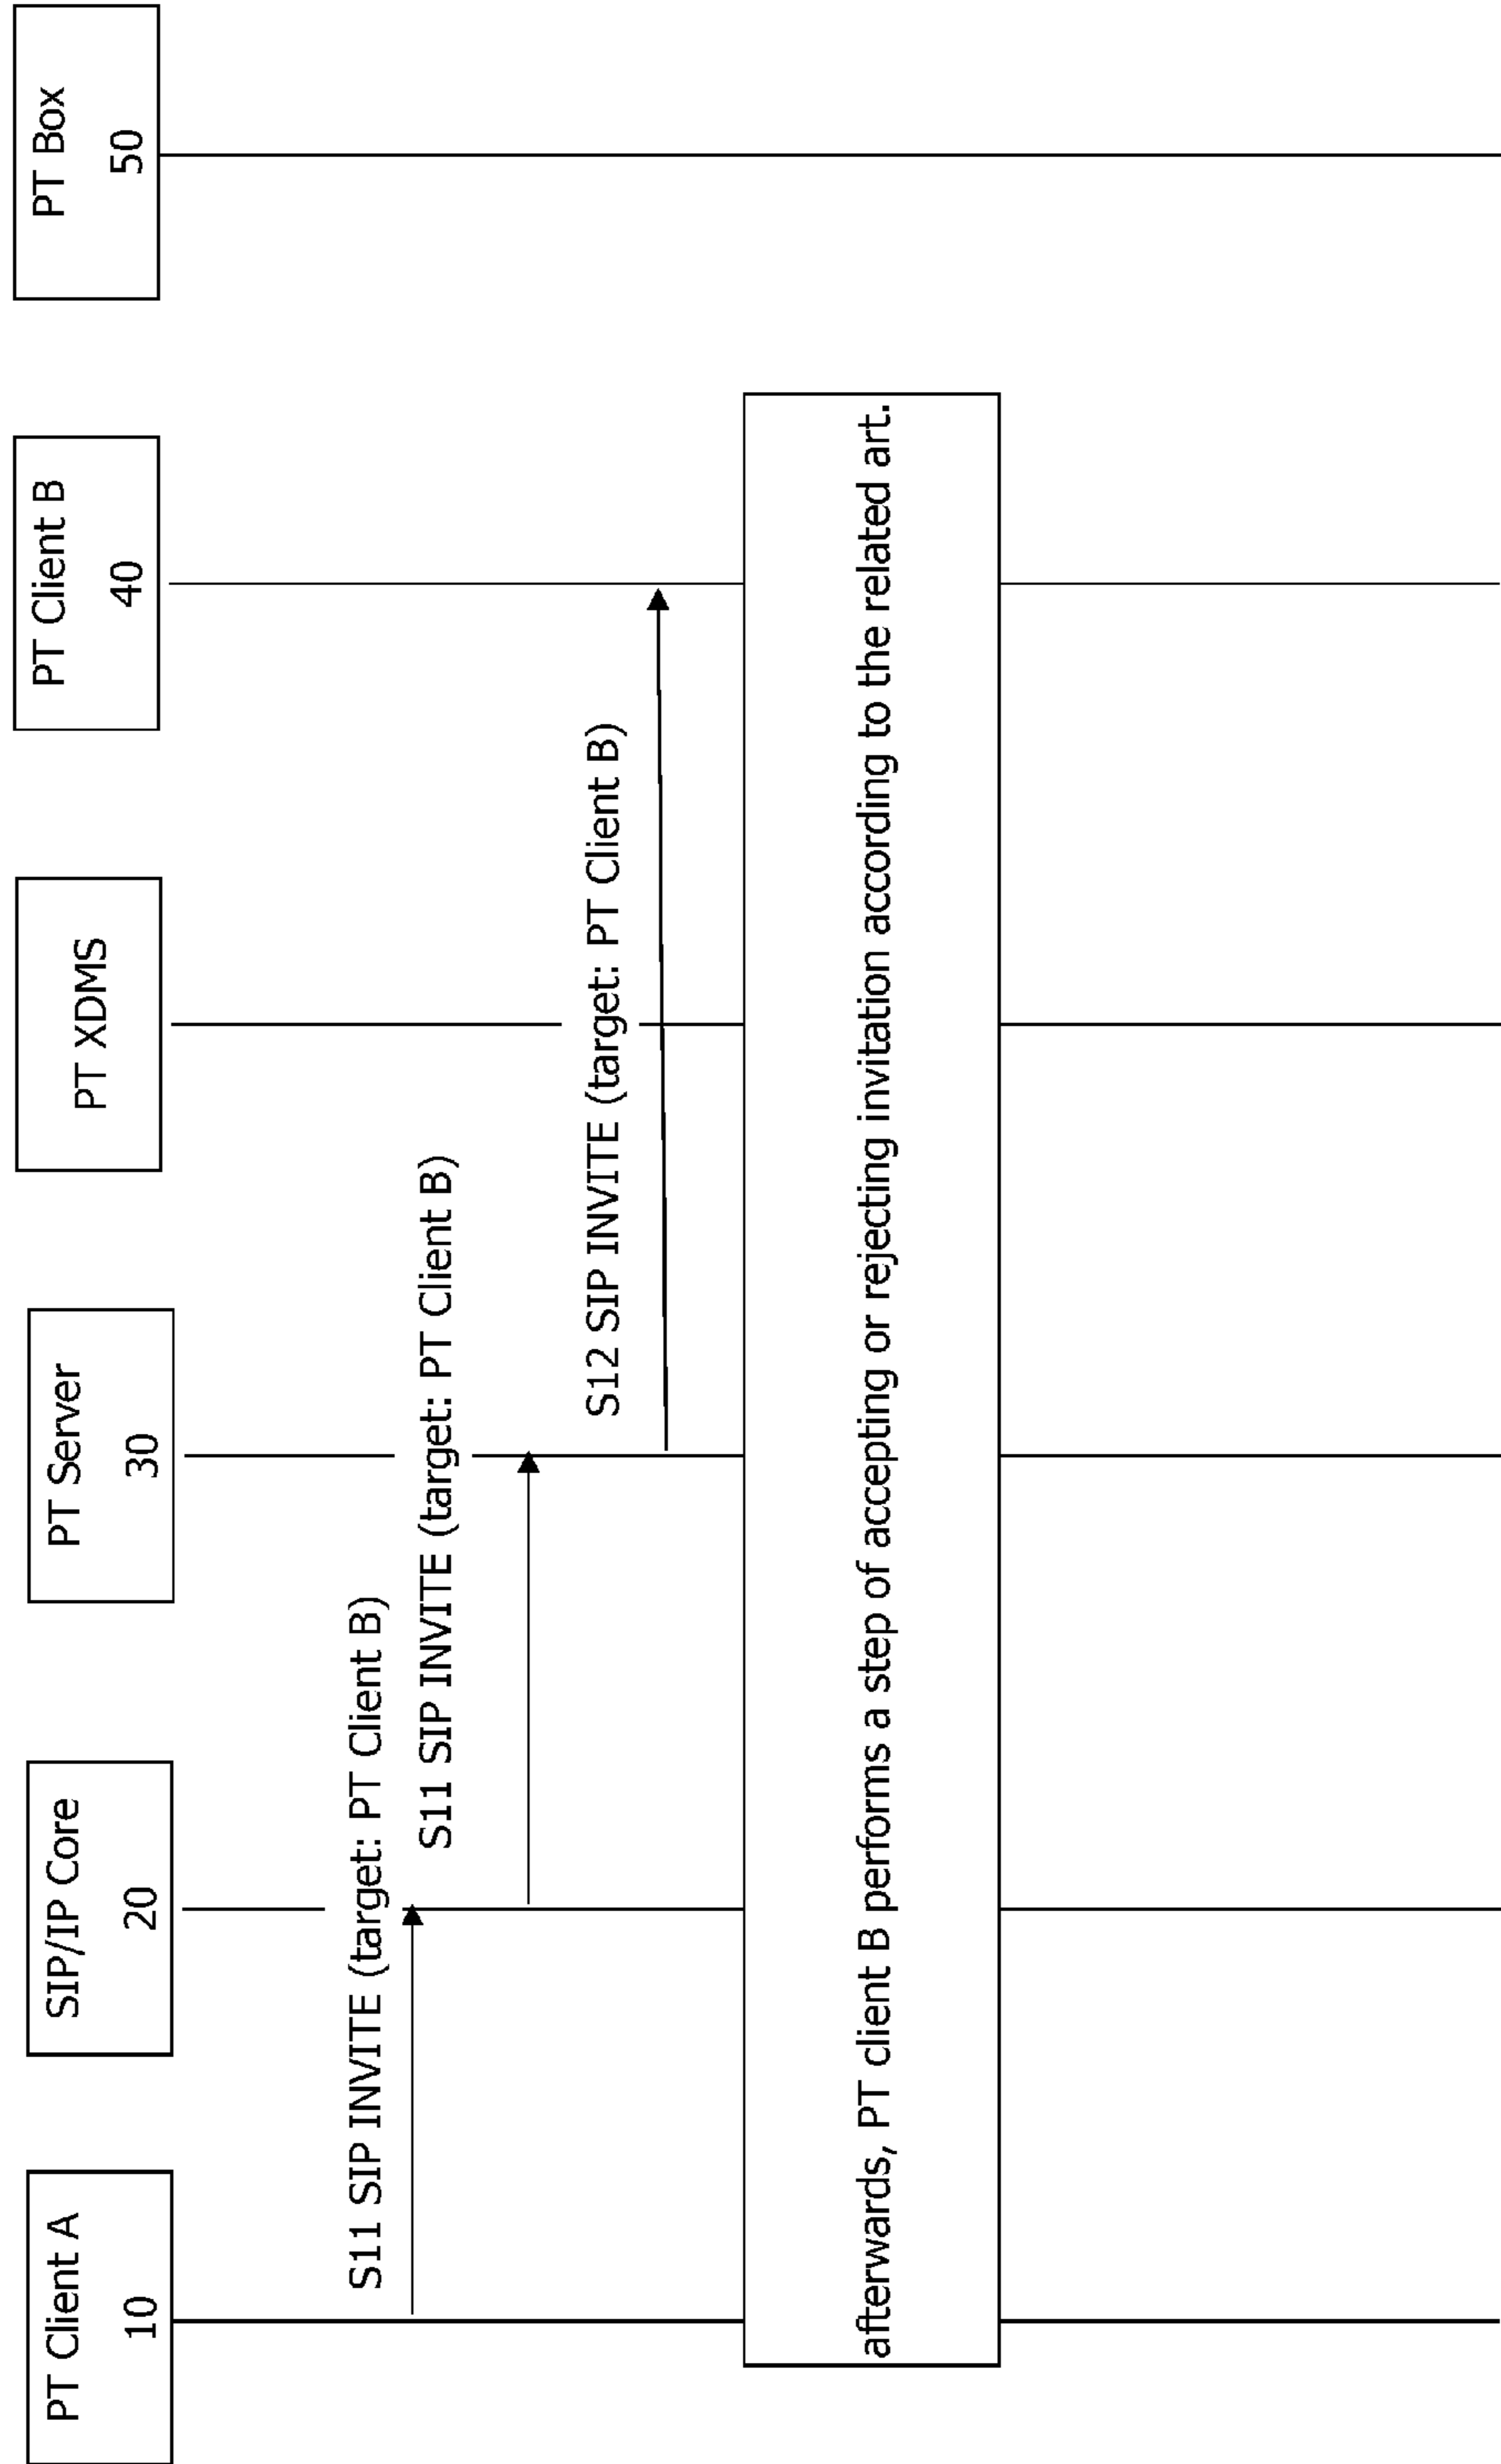 PT Client A
10
SIP/IP Core
20
PT Server
30
PT XDMS
PT Client B
40
PT Box
50
S11 SIP INVITE (target: PT Client B)
S11 SIP INVITE (target: PT Client B)
S12 SIP INVITE (target: PT Client B)
afterwards, PT client B performs a step of accepting or rejecting invitation according to the related art.